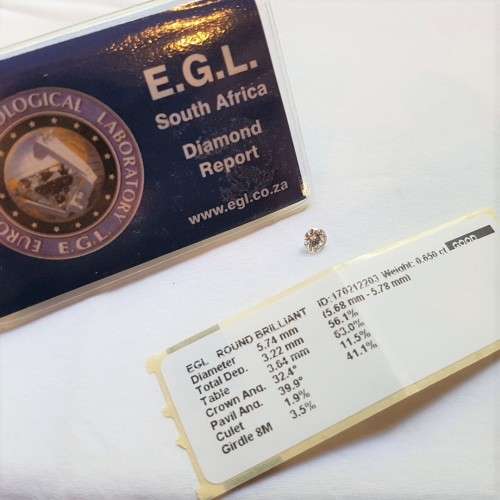 E.G.L.
South Africa
Diamond
Report
www.egl.co.za
OLOGICAL LABORATORY
EURO
E.G.L
EGL ROUND BRILLIANT ID:170212203 Weight: 0.650 ct GOOD
Diameter 5.74 mm (5.68 mm - 5.78 mm)
Total Dep. 3.22 mm 56.1%
Table 3.64 mm 63.0%
Crown Ang. 32.4° 11.5%
Pavil Ang. 39.9° 41.1%
Culet 1.9%
Girdle 8M 3.5%